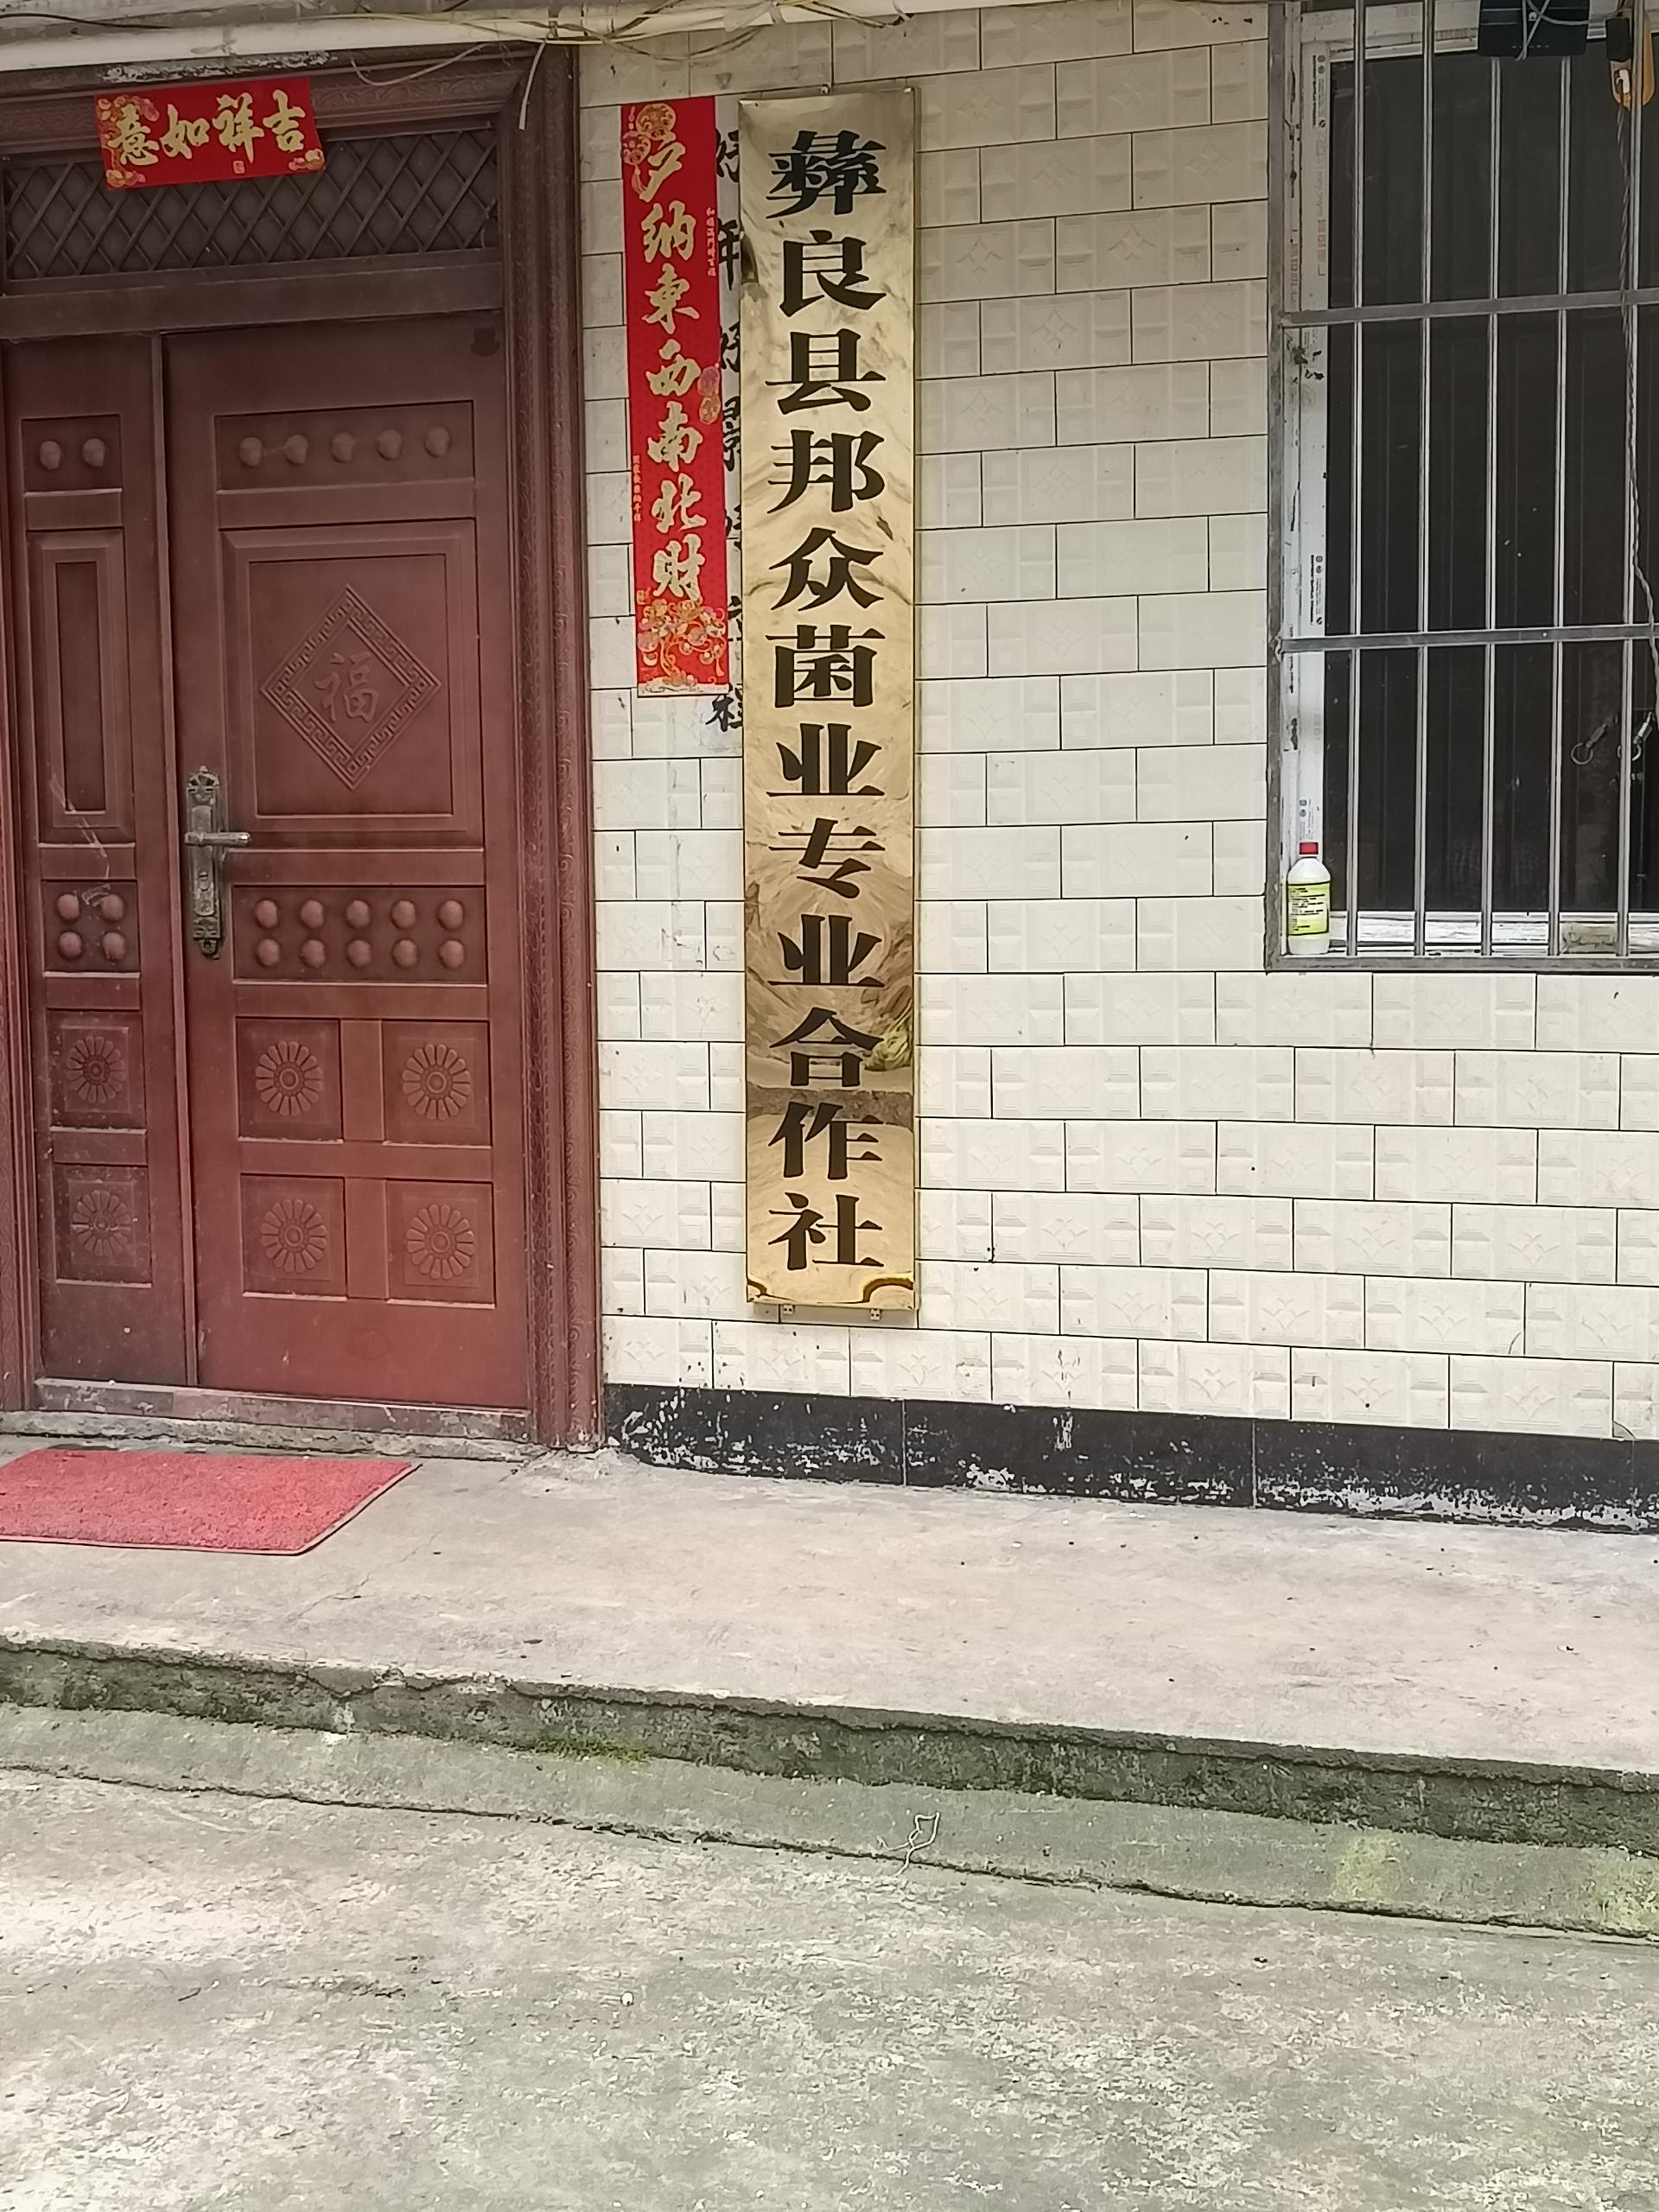 吉祥如意
户纳东西南北财
彝良县邦众菌业专业合作社
福